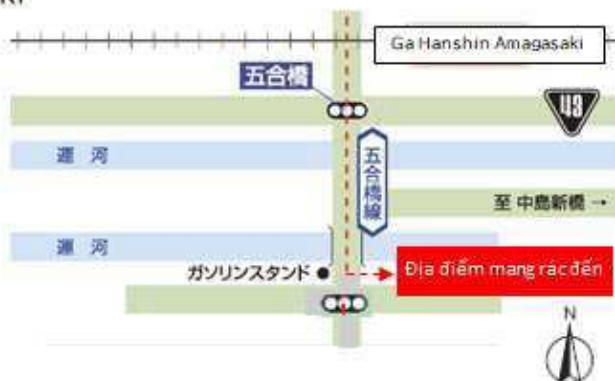 Ga Hanshin Amagasaki
五合橋
43
運河
五合橋線
至 中島新橋 →
運河
ガソリンスタンド
Địa điểm mang rác đến
N